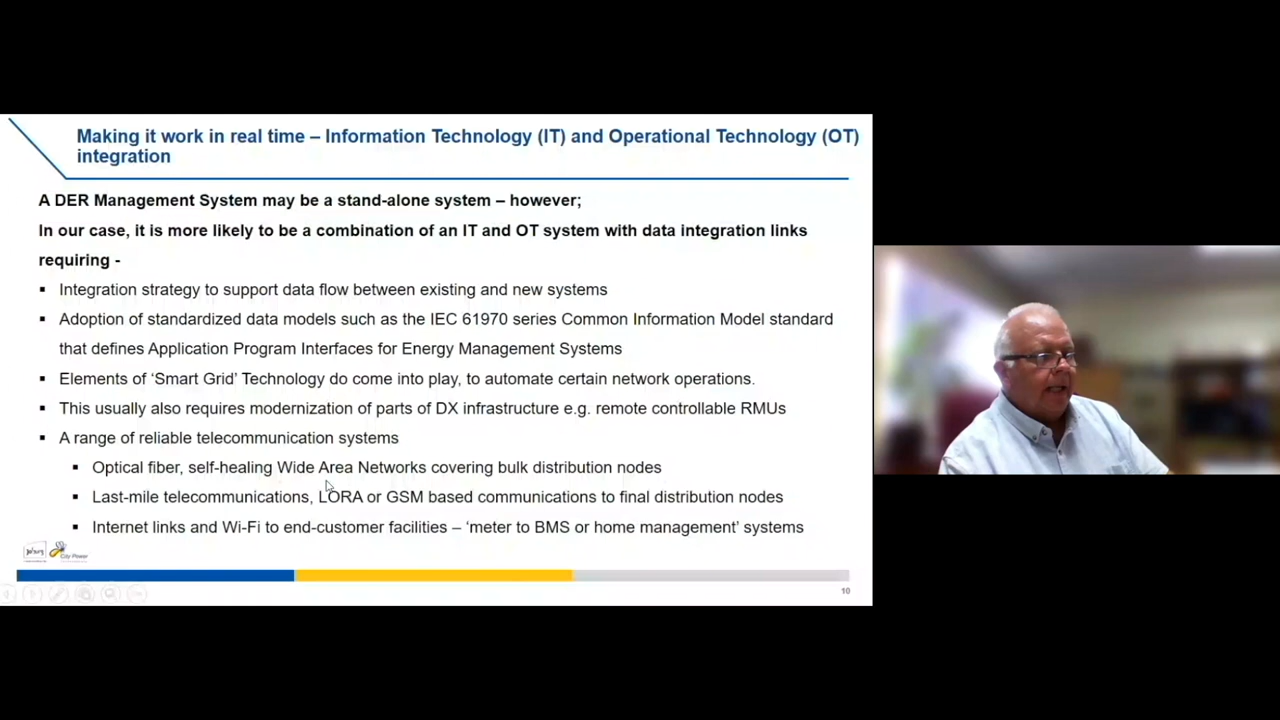 Making it work in real time – Information Technology (IT) and Operational Technology (OT)
integration
A DER Management System may be a stand-alone system – however;
In our case, it is more likely to be a combination of an IT and OT system with data integration links
requiring -
▪ Integration strategy to support data flow between existing and new systems
▪ Adoption of standardized data models such as the IEC 61970 series Common Information Model standard
that defines Application Program Interfaces for Energy Management Systems
▪ Elements of ‘Smart Grid’ Technology do come into play, to automate certain network operations.
▪ This usually also requires modernization of parts of DX infrastructure e.g. remote controllable RMUs
▪ A range of reliable telecommunication systems
▪ Optical fiber, self-healing Wide Area Networks covering bulk distribution nodes
▪ Last-mile telecommunications, LORA or GSM based communications to final distribution nodes
▪ Internet links and Wi-Fi to end-customer facilities – ‘meter to BMS or home management’ systems
City Power
10